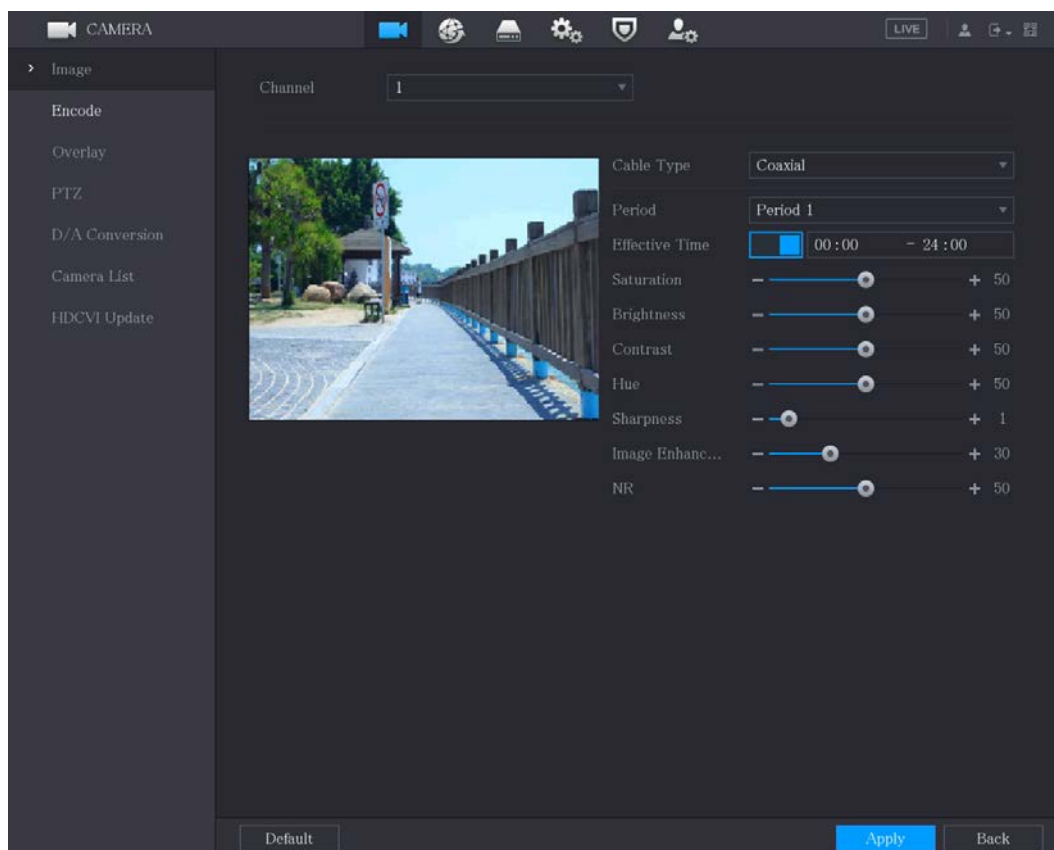 CAMERA
LIVE
Image
Encode
Overlay
PTZ
D/A Conversion
Camera List
HDCVI Update
Channel 1
Cable Type Coaxial
Period Period 1
Effective Time 00:00 - 24:00
Saturation 50
Brightness 50
Contrast 50
Hue 50
Sharpness 1
Image Enhanc... 30
NR 50
Default Apply Back